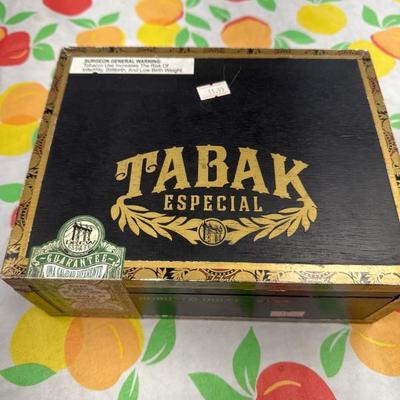 SURGEON GENERAL WARNING:
Tobacco Use Increases The Risk Of
Infertility, Stillbirth, And Low Birth Weight.
TABAK
ESPECIAL
GUARANTEE
UNA CALIDAD DIFERENTE